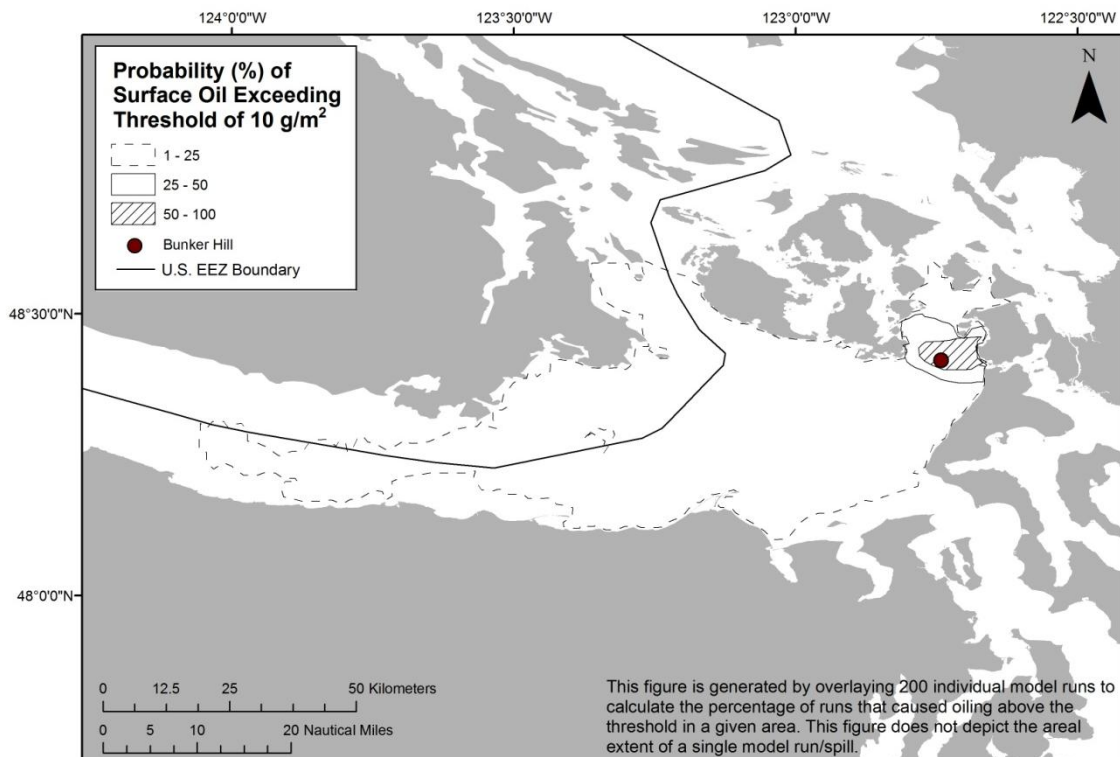 124°0'0"W
123°30'0"W
123°0'0"W
122°30'0"W
Probability (%) of
Surface Oil Exceeding
Threshold of 10 g/m²
1 - 25
25 - 50
50 - 100
Bunker Hill
U.S. EEZ Boundary
N
48°30'0"N
48°0'0"N
0 12.5 25 50 Kilometers
0 5 10 20 Nautical Miles
This figure is generated by overlaying 200 individual model runs to
calculate the percentage of runs that caused oiling above the
threshold in a given area. This figure does not depict the areal
extent of a single model run/spill.